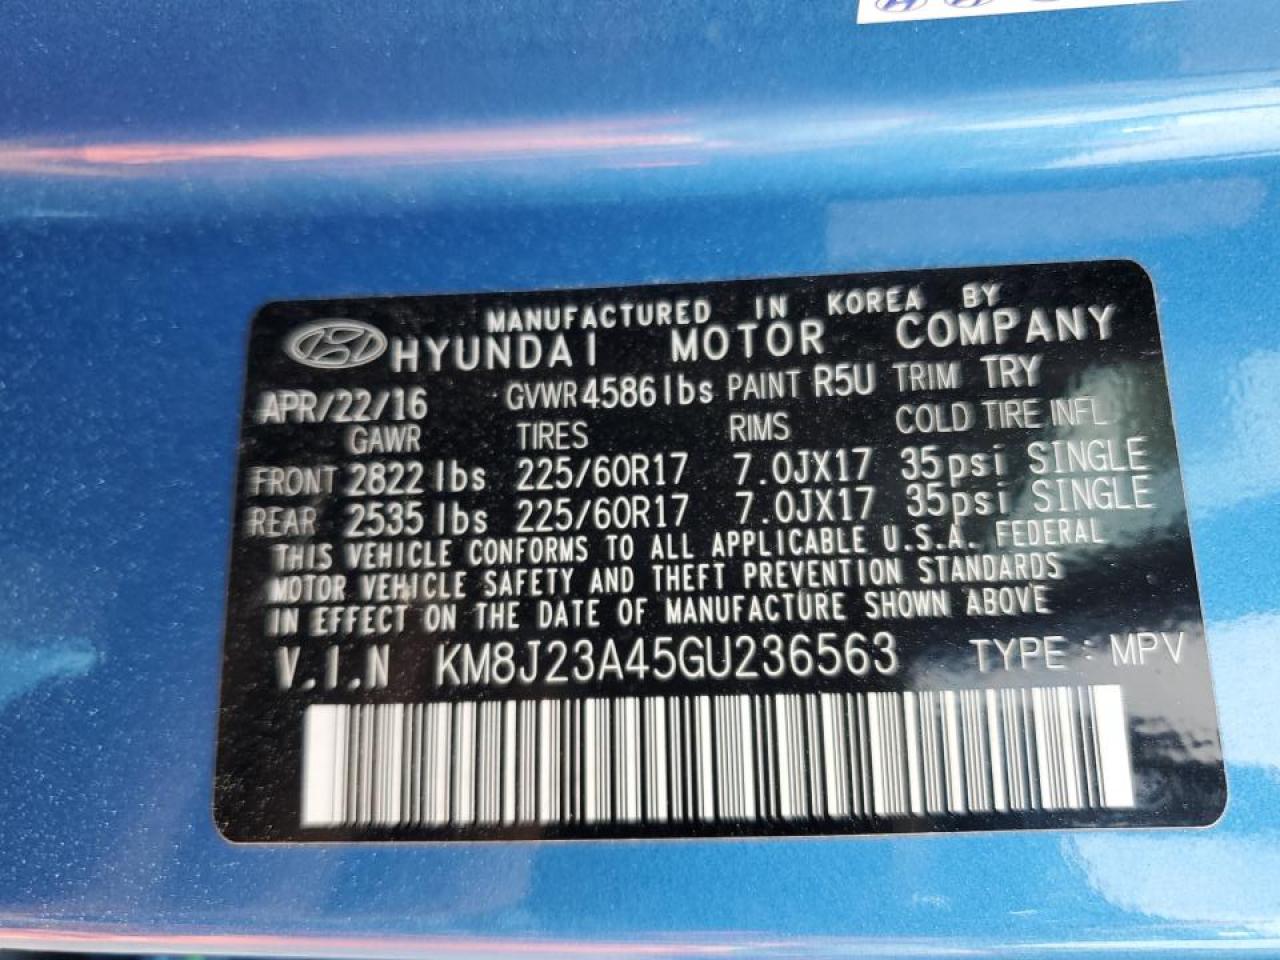 MANUFACTURED IN KOREA BY
HYUNDAI MOTOR COMPANY
APR/22/16 GVWR 4586 lbs PAINT R5U TRIM TRY
GAWR TIRES RIMS COLD TIRE INFL.
FRONT 2822 lbs 225/60R17 7.0JX17 35psi SINGLE
REAR 2535 lbs 225/60R17 7.0JX17 35psi SINGLE
THIS VEHICLE CONFORMS TO ALL APPLICABLE U.S.A. FEDERAL
MOTOR VEHICLE SAFETY AND THEFT PREVENTION STANDARDS
IN EFFECT ON THE DATE OF MANUFACTURE SHOWN ABOVE
V.I.N KM8J23A45GU236563 TYPE : MPV